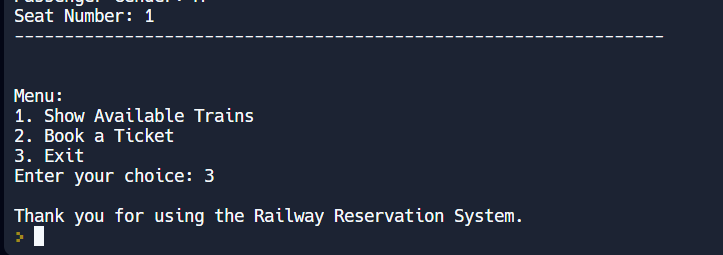 Seat Number: 1
-----------------------------------------------------------------
Menu:
1. Show Available Trains
2. Book a Ticket
3. Exit
Enter your choice: 3
Thank you for using the Railway Reservation System.
>